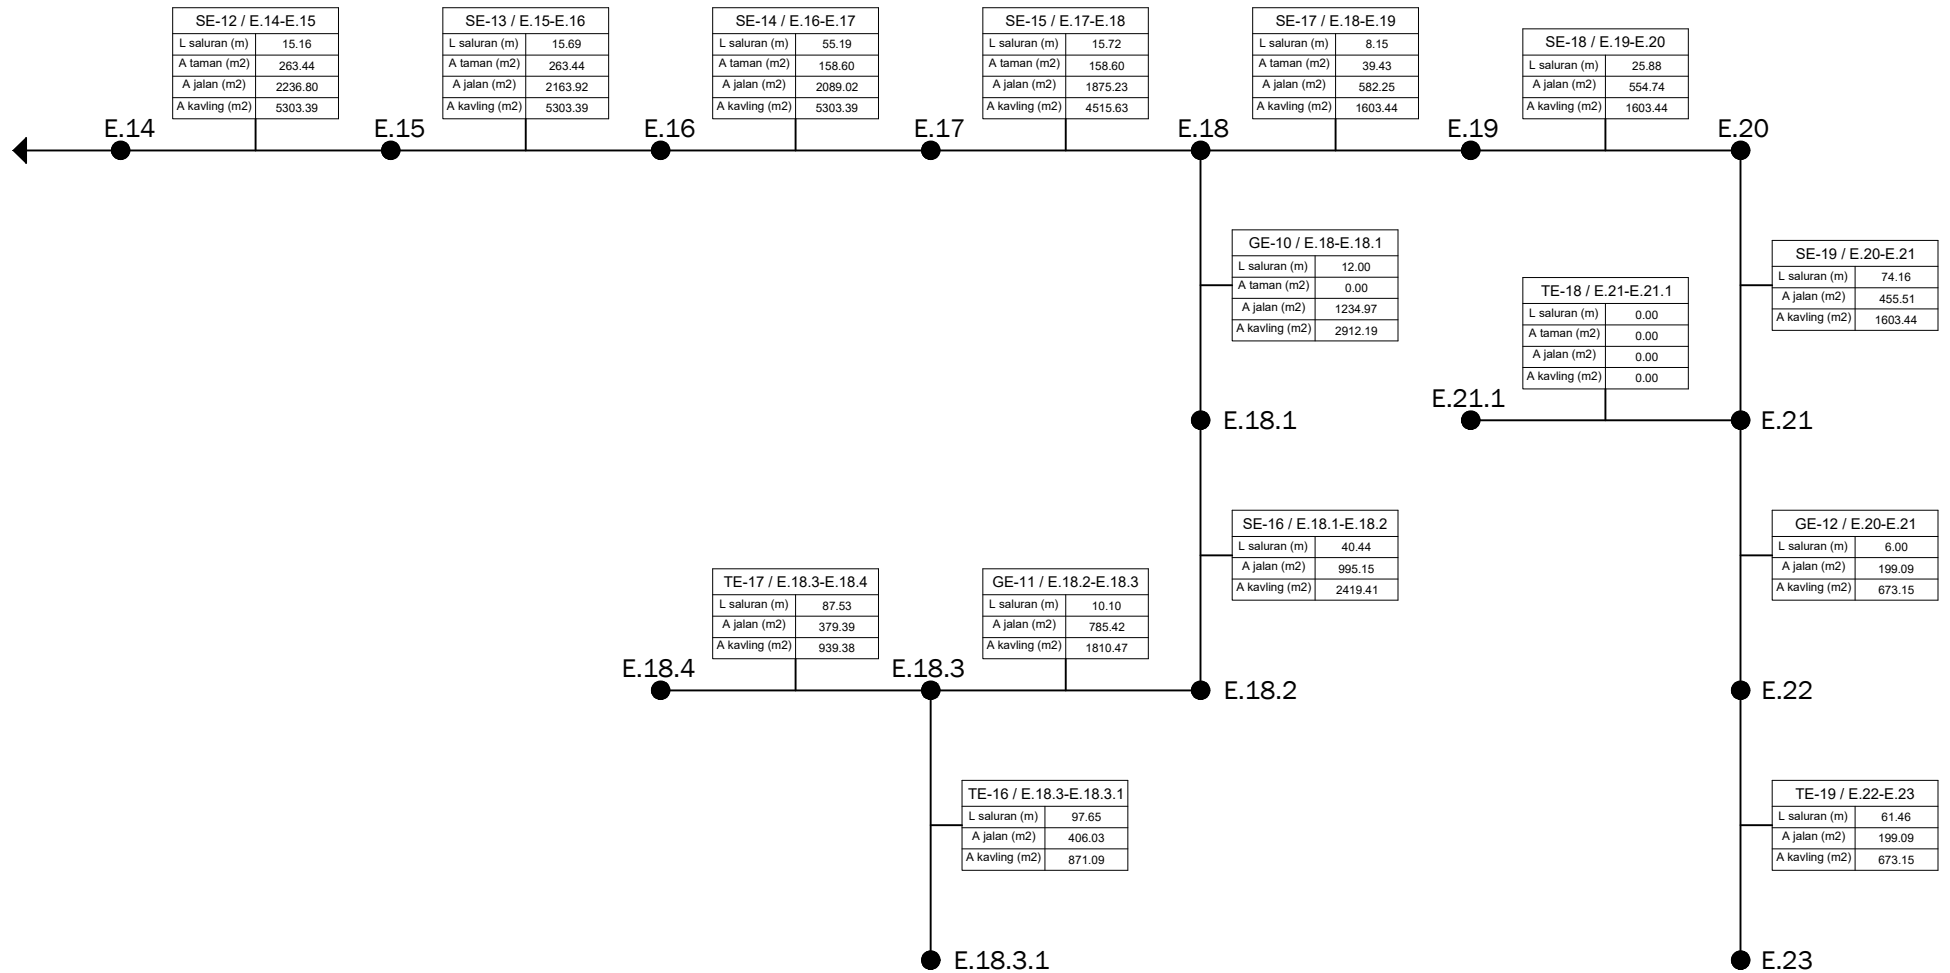 SE-12 / E.14-E.15
L saluran (m) 15.16
A taman (m2) 263.44
A jalan (m2) 2236.80
A kavling (m2) 5303.39
SE-13 / E.15-E.16
L saluran (m) 15.69
A taman (m2) 263.44
A jalan (m2) 2163.92
A kavling (m2) 5303.39
SE-14 / E.16-E.17
L saluran (m) 55.19
A taman (m2) 158.60
A jalan (m2) 2089.02
A kavling (m2) 5303.39
SE-15 / E.17-E.18
L saluran (m) 15.72
A taman (m2) 158.60
A jalan (m2) 1875.23
A kavling (m2) 4515.63
SE-17 / E.18-E.19
L saluran (m) 8.15
A taman (m2) 39.43
A jalan (m2) 582.25
A kavling (m2) 1603.44
SE-18 / E.19-E.20
L saluran (m) 25.88
A jalan (m2) 554.74
A kavling (m2) 1603.44
E.14
E.15
E.16
E.17
E.18
E.19
E.20
GE-10 / E.18-E.18.1
L saluran (m) 12.00
A taman (m2) 0.00
A jalan (m2) 1234.97
A kavling (m2) 2912.19
SE-19 / E.20-E.21
L saluran (m) 74.16
A jalan (m2) 455.51
A kavling (m2) 1603.44
TE-18 / E.21-E.21.1
L saluran (m) 0.00
A taman (m2) 0.00
A jalan (m2) 0.00
A kavling (m2) 0.00
E.18.1
E.21.1
E.21
SE-16 / E.18.1-E.18.2
L saluran (m) 40.44
A jalan (m2) 995.15
A kavling (m2) 2419.41
GE-12 / E.20-E.21
L saluran (m) 6.00
A jalan (m2) 199.09
A kavling (m2) 673.15
TE-17 / E.18.3-E.18.4
L saluran (m) 87.53
A jalan (m2) 379.39
A kavling (m2) 939.38
GE-11 / E.18.2-E.18.3
L saluran (m) 10.10
A jalan (m2) 785.42
A kavling (m2) 1810.47
E.18.4
E.18.3
E.18.2
E.22
TE-16 / E.18.3-E.18.3.1
L saluran (m) 97.65
A jalan (m2) 406.03
A kavling (m2) 871.09
TE-19 / E.22-E.23
L saluran (m) 61.46
A jalan (m2) 199.09
A kavling (m2) 673.15
E.18.3.1
E.23